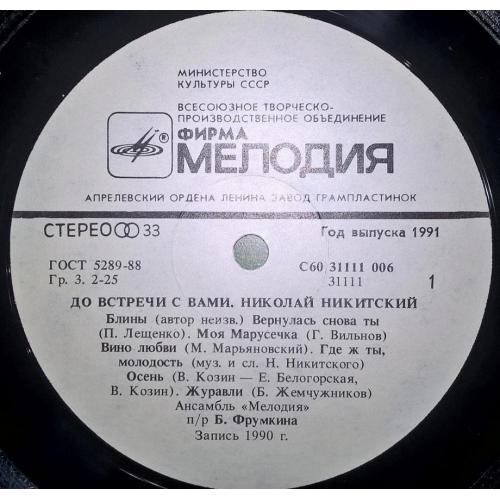 МИНИСТЕРСТВО
КУЛЬТУРЫ СССР
ВСЕСОЮЗНОЕ ТВОРЧЕСКО-
ПРОИЗВОДСТВЕННОЕ ОБЪЕДИНЕНИЕ
ФИРМА
МЕЛОДИЯ
®
АПРЕЛЕВСКИЙ ОРДЕНА ЛЕНИНА ЗАВОД ГРАМПЛАСТИНОК
СТЕРЕО 33
Год выпуска 1991
ГОСТ 5289-88
С60 31111 006
Гр. 3. 2-25
31111
1
ДО ВСТРЕЧИ С ВАМИ. НИКОЛАЙ НИКИТСКИЙ
Блины (автор неизв.) Вернулась снова ты
(П. Лещенко). Моя Марусечка (Г. Вильнов)
Вино любви (М. Марьяновский). Где ж ты,
молодость (муз. и сл. Н. Никитского)
Осень (В. Козин — Е. Белогорская,
В. Козин). Журавли (Б. Жемчужников)
Ансамбль «Мелодия»
п/р Б. Фрумкина
Запись 1990 г.